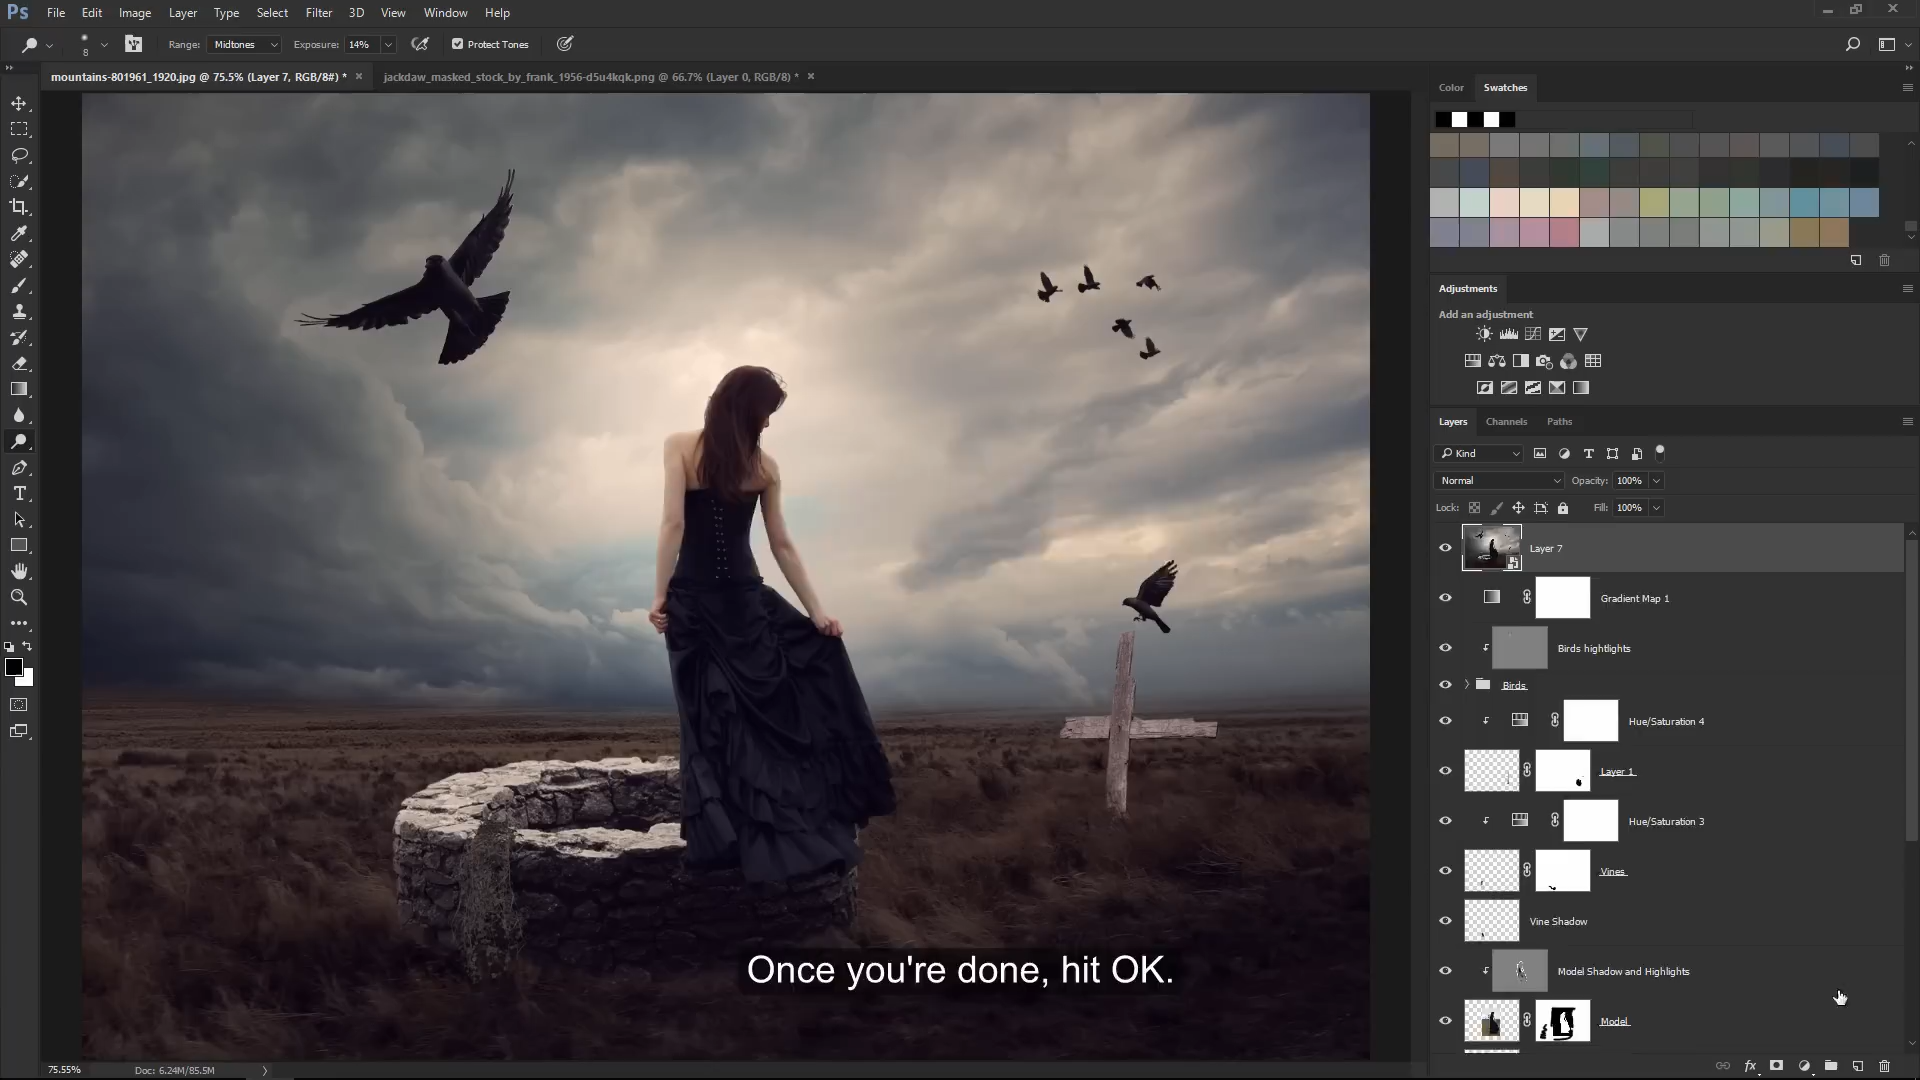 Ps File Edit Image Layer Type Select Filter 3D View Window Help
8 Range: Midtones Exposure: 14% Protect Tones
mountains-801961_1920.jpg @ 75.5% (Layer 7, RGB/8#) * × jackdaw_masked_stock_by_frank_1956-d5u4kqk.png @ 66.7% (Layer 0, RGB/8) * ×
Color Swatches
Adjustments
Add an adjustment
Layers Channels Paths
Kind
Normal Opacity: 100%
Lock: Fill: 100%
Layer 7
Gradient Map 1
Birds hightlights
Birds
Hue/Saturation 4
Layer 1
Hue/Saturation 3
Vines
Vine Shadow
Model Shadow and Highlights
Model
Once you're done, hit OK.
75.55% Doc: 6.24M/85.5M
fx